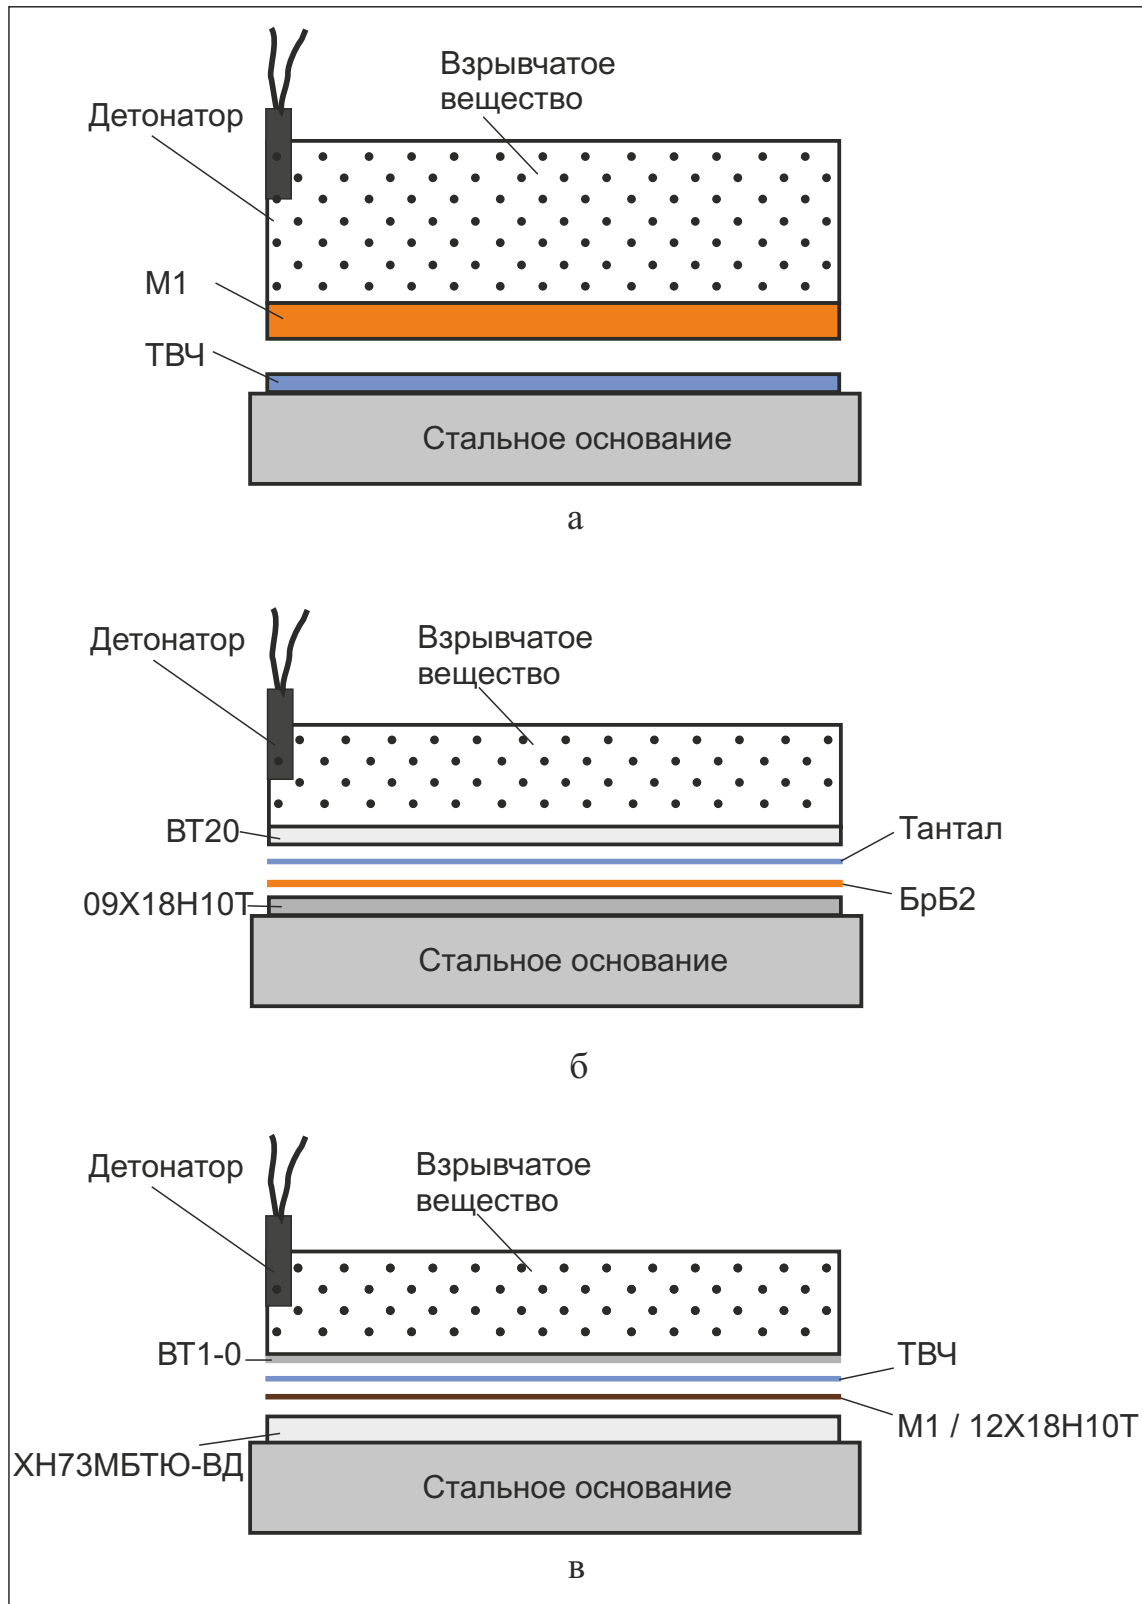 Взрывчатое
вещество
Детонатор
М1
ТВЧ
Стальное основание
а
Взрывчатое
вещество
Детонатор
ВТ20
Тантал
09Х18Н10Т
БрБ2
Стальное основание
б
Взрывчатое
вещество
Детонатор
ВТ1-0
ТВЧ
М1 / 12Х18Н10Т
ХН73МБТЮ-ВД
Стальное основание
в